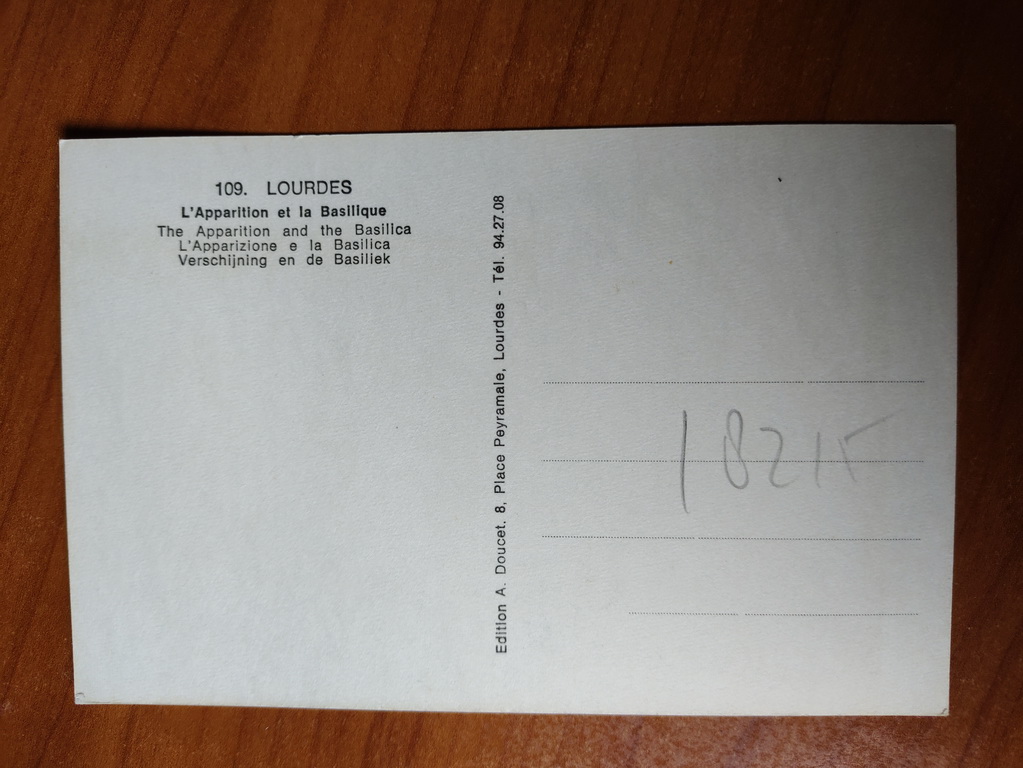 109. LOURDES
L'Apparition et la Basilique
The Apparition and the Basilica
L'Apparizione e la Basilica
Verschijning en de Basiliek
Edition A. Doucet. 8, Place Peyramale, Lourdes - Tél. 94.27.08
18215